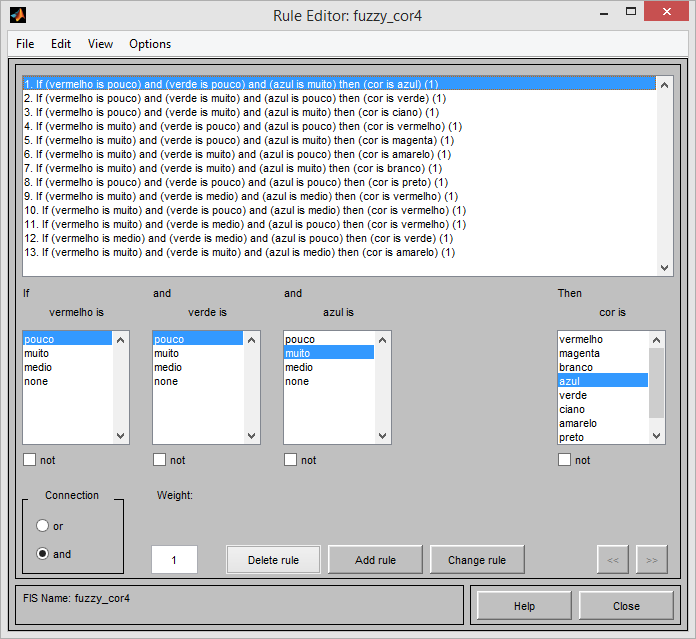 Rule Editor: fuzzy_cor4
File Edit View Options
1. If (vermelho is pouco) and (verde is pouco) and (azul is muito) then (cor is azul) (1)
2. If (vermelho is pouco) and (verde is muito) and (azul is pouco) then (cor is verde) (1)
3. If (vermelho is pouco) and (verde is muito) and (azul is muito) then (cor is ciano) (1)
4. If (vermelho is muito) and (verde is pouco) and (azul is pouco) then (cor is vermelho) (1)
5. If (vermelho is muito) and (verde is pouco) and (azul is muito) then (cor is magenta) (1)
6. If (vermelho is muito) and (verde is muito) and (azul is pouco) then (cor is amarelo) (1)
7. If (vermelho is muito) and (verde is muito) and (azul is muito) then (cor is branco) (1)
8. If (vermelho is pouco) and (verde is pouco) and (azul is pouco) then (cor is preto) (1)
9. If (vermelho is muito) and (verde is medio) and (azul is medio) then (cor is vermelho) (1)
10. If (vermelho is muito) and (verde is pouco) and (azul is medio) then (cor is vermelho) (1)
11. If (vermelho is muito) and (verde is medio) and (azul is pouco) then (cor is vermelho) (1)
12. If (vermelho is medio) and (verde is medio) and (azul is pouco) then (cor is verde) (1)
13. If (vermelho is muito) and (verde is muito) and (azul is medio) then (cor is amarelo) (1)
If and and Then
vermelho is verde is azul is cor is
pouco pouco pouco vermelho
muito muito muito magenta
medio medio medio branco
none none none azul
verde
ciano
amarelo
preto
not not not not
Connection Weight:
or
and 1 Delete rule Add rule Change rule << >>
FIS Name: fuzzy_cor4 Help Close